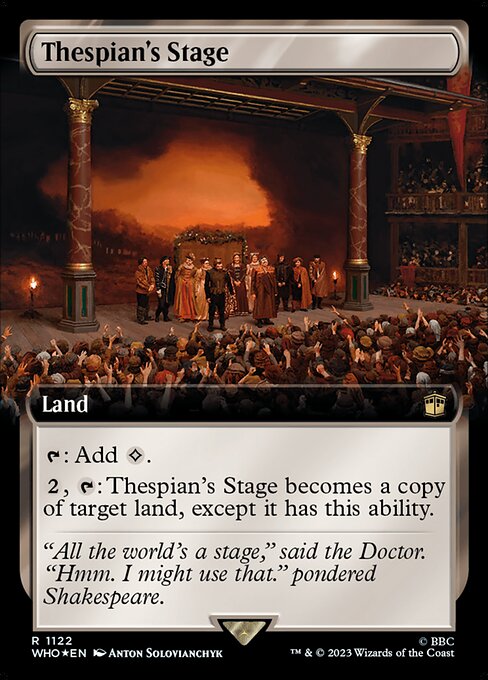 Thespian's Stage
Land
: Add .
2, : Thespian's Stage becomes a copy
of target land, except it has this ability.
“All the world's a stage,” said the Doctor.
“Hmm. I might use that.” pondered
Shakespeare.
R 1122
WHO★EN Anton Solovianchyk
© BBC
™ & © 2023 Wizards of the Coast